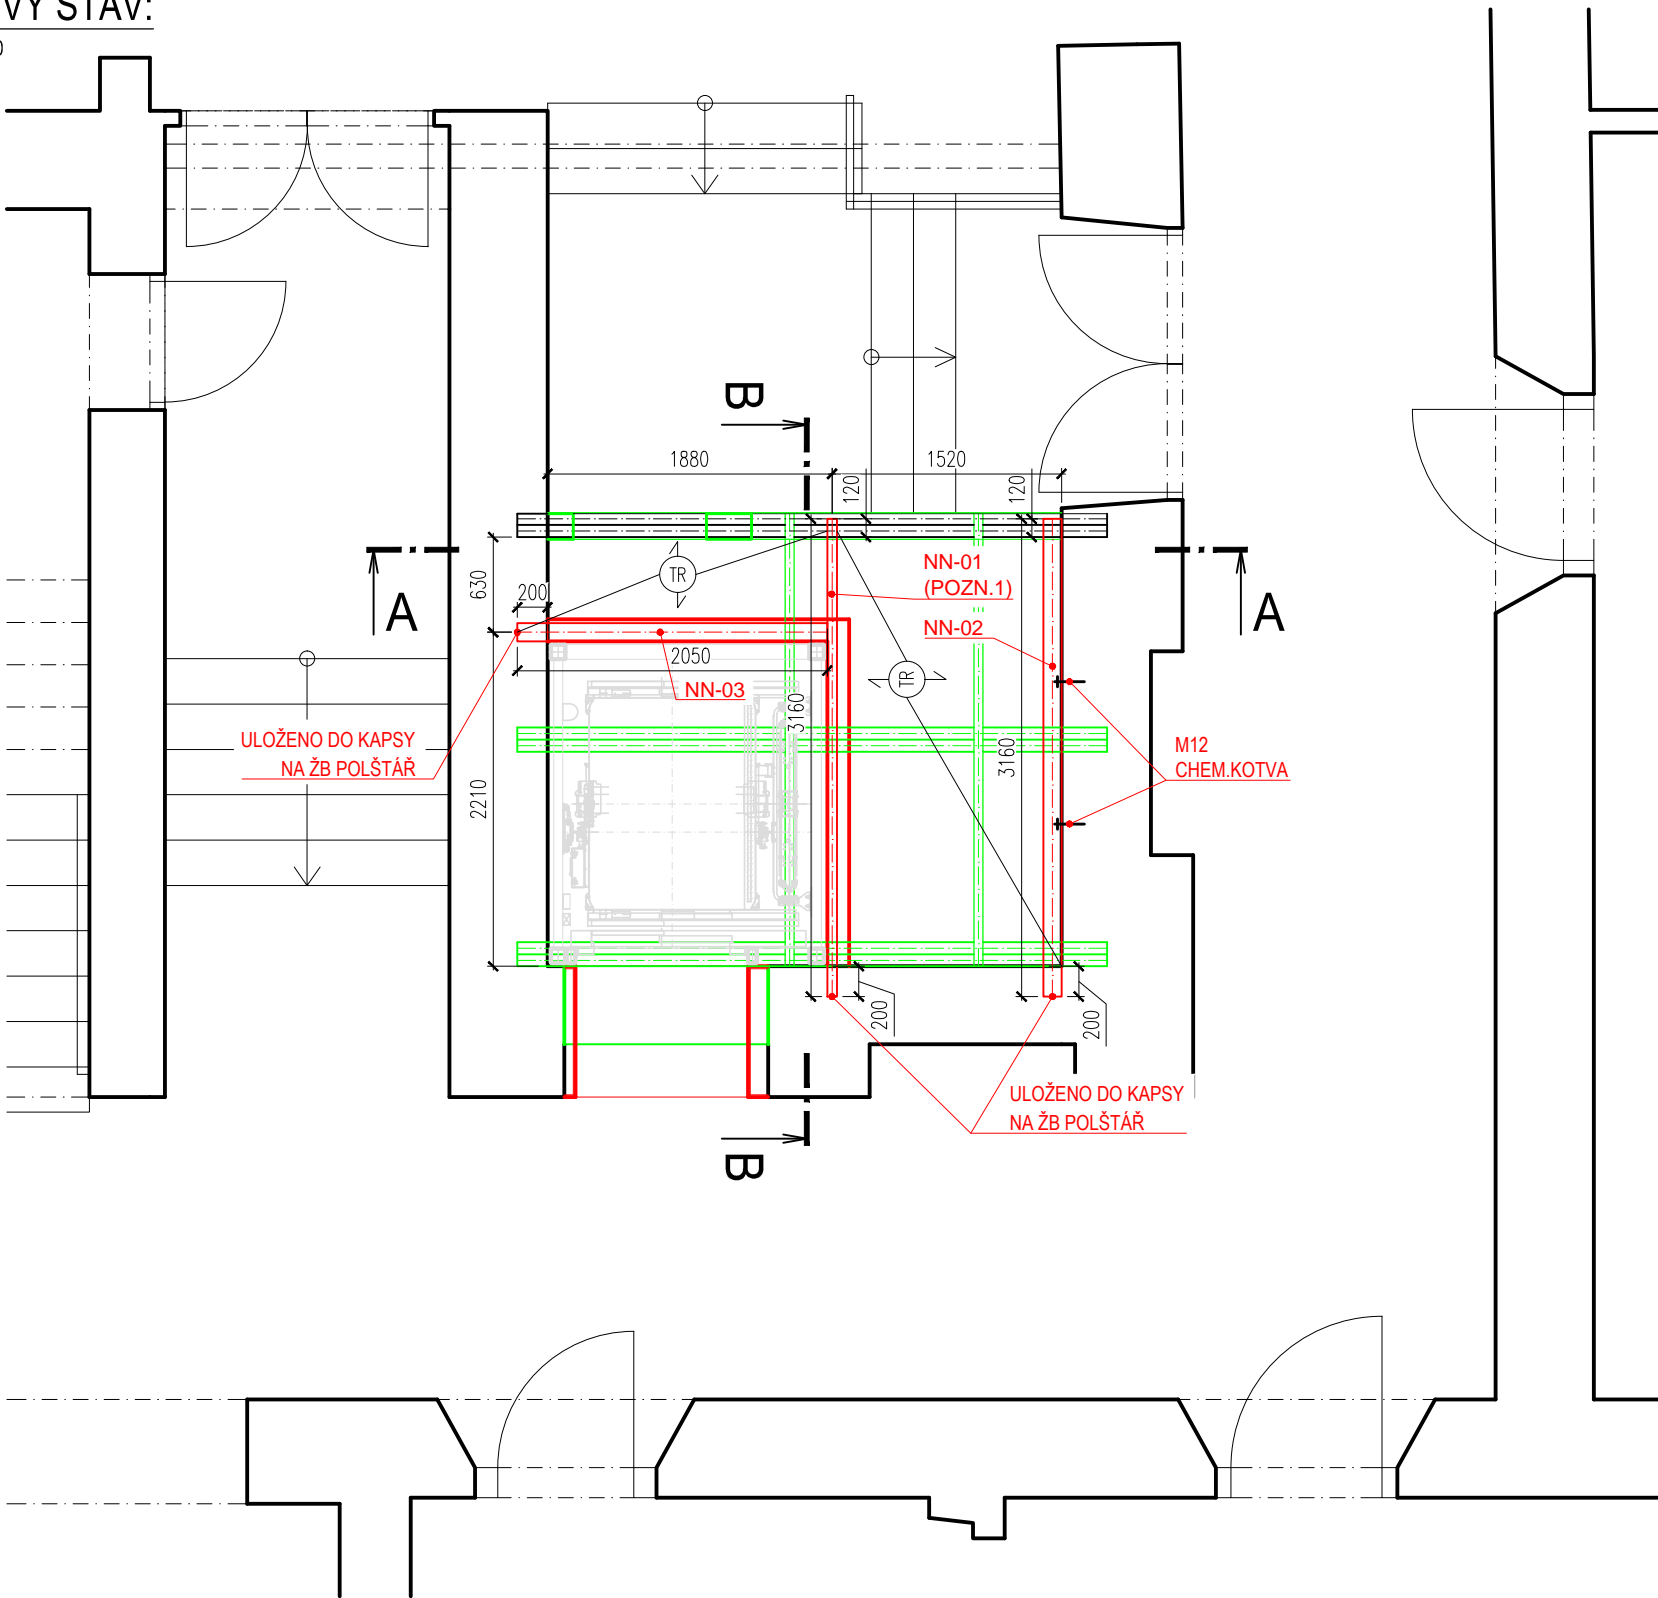 VÝ STAV:
B
1880
1520
120
120
630
200
A
A
TR
NN-01
(POZN.1)
NN-02
2050
NN-03
TR
3160
3160
ULOŽENO DO KAPSY
NA ŽB POLŠTÁŘ
M12
CHEM.KOTVA
2210
200
200
ULOŽENO DO KAPSY
NA ŽB POLŠTÁŘ
B